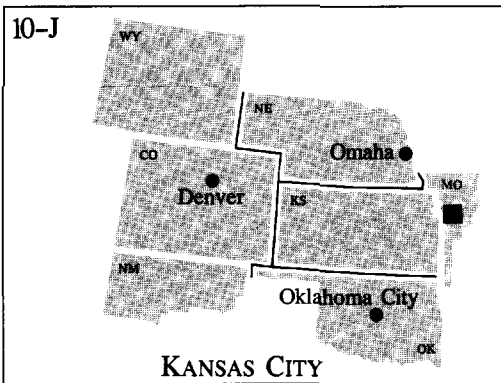 10-J
WY
NE
Omaha
CO
MO
Denver
KS
NM
Oklahoma City
OK
KANSAS CITY